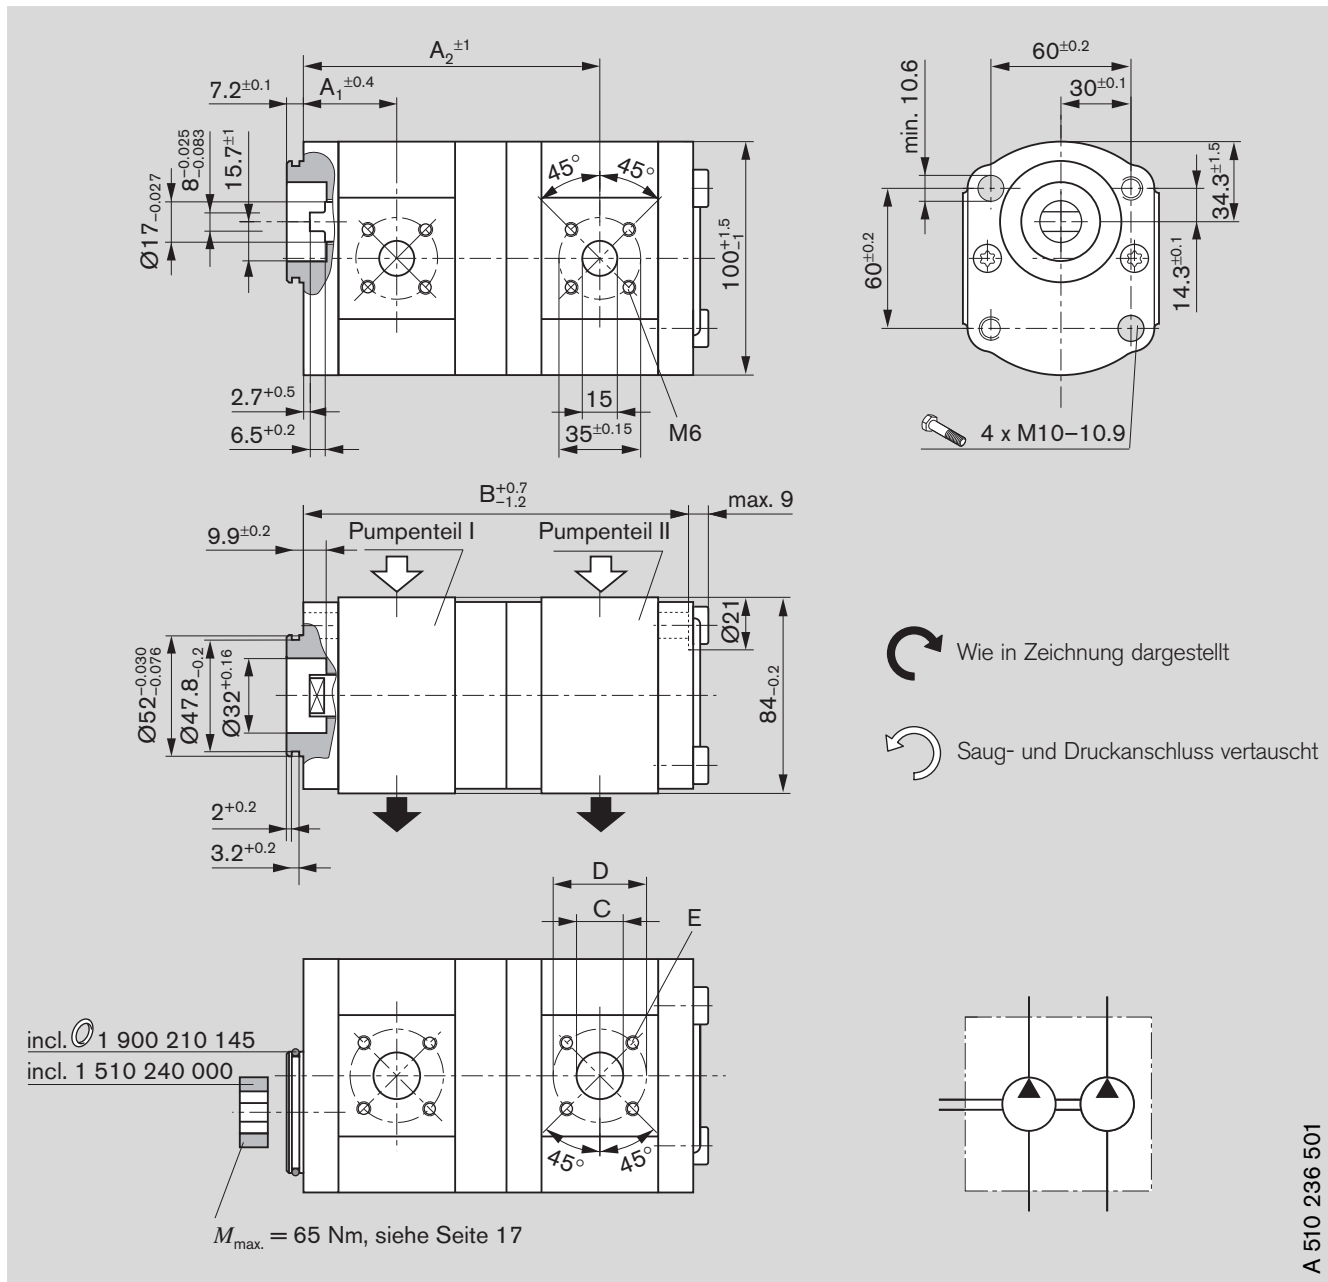 A₂±1
7.2±0.1
A₁±0.4
8 −0.025 −0.083
15.7±1
Ø17−0.027
45°
45°
100 +1.5 −1
2.7+0.5
15
6.5+0.2
35±0.15
M6
60±0.2
30±0.1
min. 10.6
34.3±1.5
60±0.2
14.3±0.1
4 x M10–10.9
B +0.7 −1.2
max. 9
9.9±0.2
Pumpenteil I
Pumpenteil II
Ø21
Ø52 −0.030 −0.076
Ø47.8−0.2
Ø32+0.16
84−0.2
2+0.2
3.2+0.2
Wie in Zeichnung dargestellt
Saug- und Druckanschluss vertauscht
D
C
E
incl. 1 900 210 145
incl. 1 510 240 000
45°
45°
Mmax. = 65 Nm, siehe Seite 17
A 510 236 501